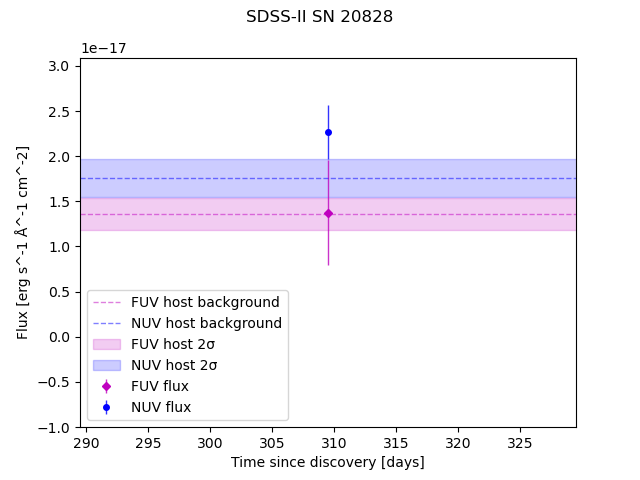 SDSS-II SN 20828
1e−17
3.0
2.5
2.0
1.5
1.0
0.5
0.0
−0.5
−1.0
Flux [erg s^-1 Å^-1 cm^-2]
FUV host background
NUV host background
FUV host 2σ
NUV host 2σ
FUV flux
NUV flux
290 295 300 305 310 315 320 325
Time since discovery [days]